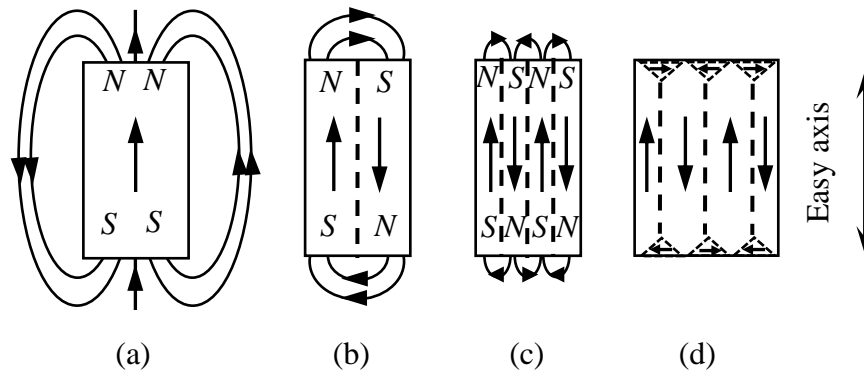 N N
N S
N S N S
S S
S N
S N S N
Easy axis
(a) (b) (c) (d)